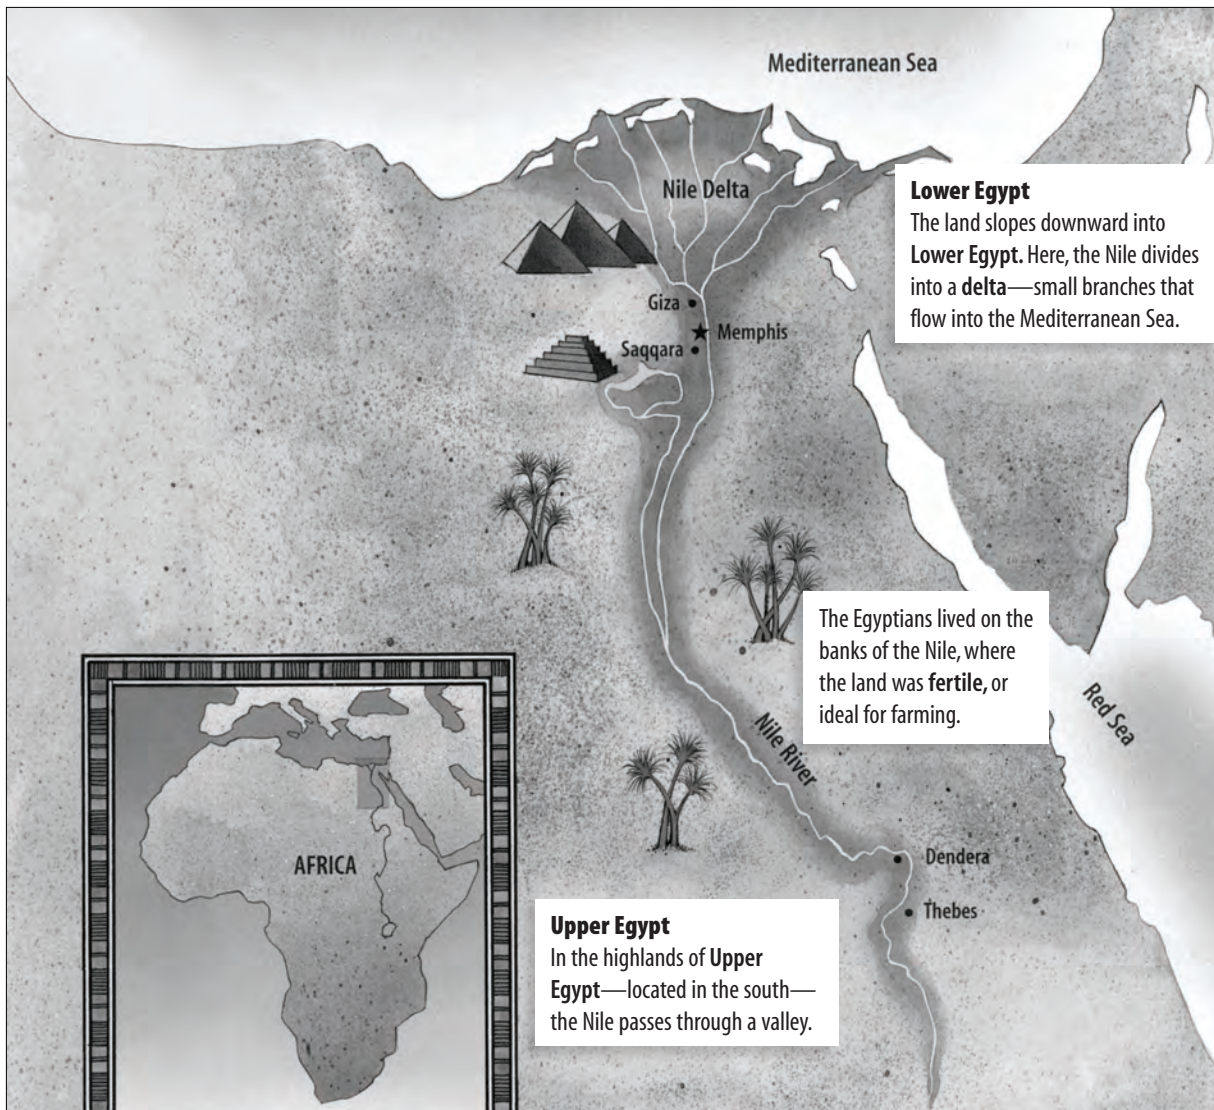 Mediterranean Sea
Lower Egypt
The land slopes downward into
Lower Egypt. Here, the Nile divides
into a delta—small branches that
flow into the Mediterranean Sea.
Nile Delta
Giza
Memphis
Saqqara
The Egyptians lived on the
banks of the Nile, where
the land was fertile, or
ideal for farming.
Red Sea
Nile River
Dendera
AFRICA
Thebes
Upper Egypt
In the highlands of Upper
Egypt—located in the south—
the Nile passes through a valley.